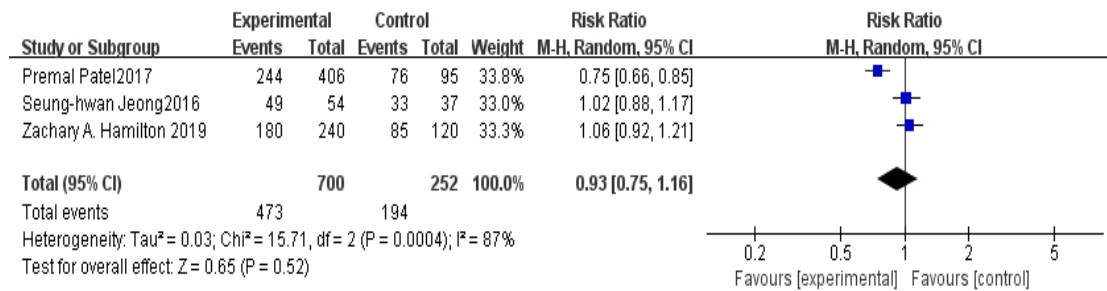 Experimental Control Risk Ratio Risk Ratio
Study or Subgroup Events Total Events Total Weight M-H, Random, 95% CI M-H, Random, 95% CI
Premal Patel2017 244 406 76 95 33.8% 0.75 [0.66, 0.85]
Seung-hwan Jeong2016 49 54 33 37 33.0% 1.02 [0.88, 1.17]
Zachary A. Hamilton 2019 180 240 85 120 33.3% 1.06 [0.92, 1.21]
Total (95% CI) 700 252 100.0% 0.93 [0.75, 1.16]
Total events 473 194
Heterogeneity: Tau² = 0.03; Chi² = 15.71, df = 2 (P = 0.0004); I² = 87%
Test for overall effect: Z = 0.65 (P = 0.52)
0.2 0.5 1 2 5
Favours [experimental] Favours [control]